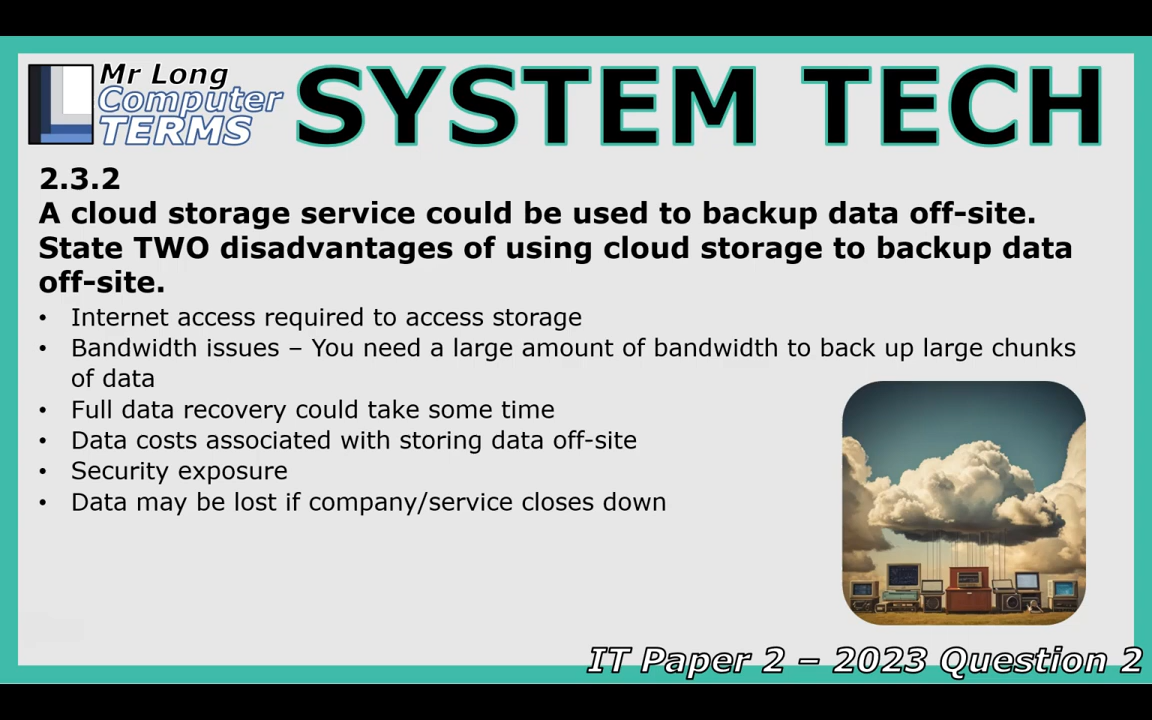 Mr Long
Computer
TERMS
SYSTEM TECH
2.3.2
A cloud storage service could be used to backup data off-site.
State TWO disadvantages of using cloud storage to backup data
off-site.
• Internet access required to access storage
• Bandwidth issues – You need a large amount of bandwidth to back up large chunks
of data
• Full data recovery could take some time
• Data costs associated with storing data off-site
• Security exposure
• Data may be lost if company/service closes down
IT Paper 2 – 2023 Question 2